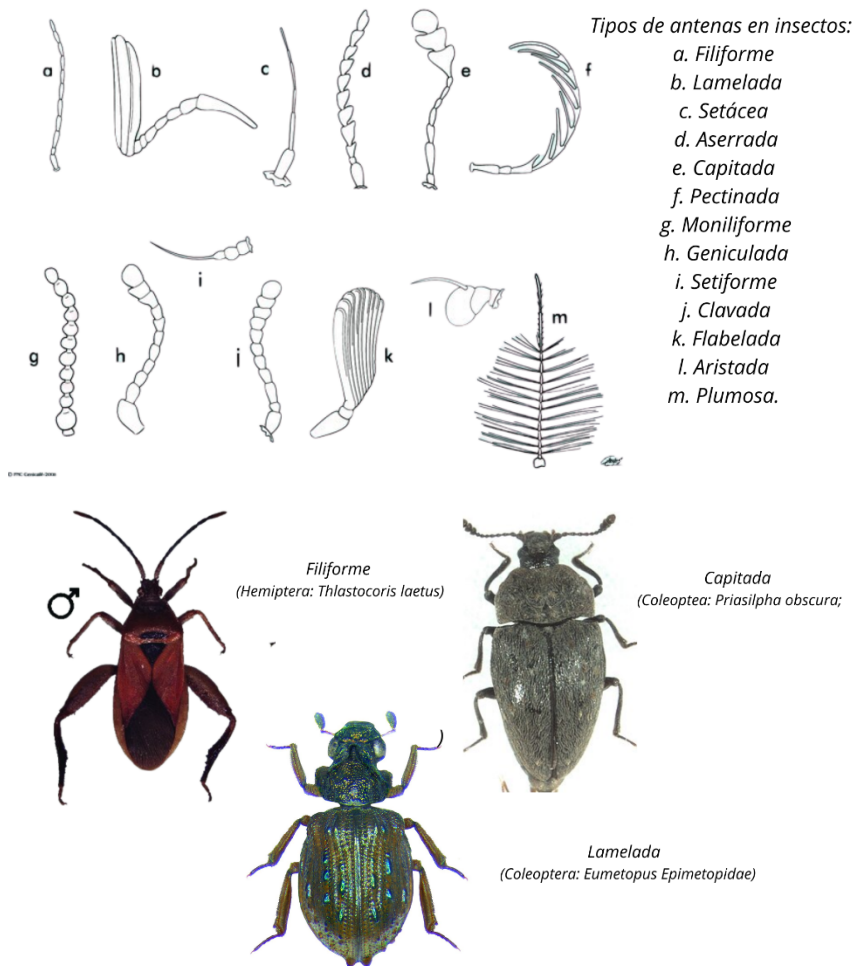 Tipos de antenas en insectos:
a. Filiforme
b. Lamelada
c. Setácea
d. Aserrada
e. Capitada
f. Pectinada
g. Moniliforme
h. Geniculada
i. Setiforme
j. Clavada
k. Flabelada
l. Aristada
m. Plumosa.
a
b
c
d
e
f
g
h
i
j
k
l
m
Filiforme
(Hemiptera: Thlastocoris laetus)
Capitada
(Coleoptea: Priasilpha obscura;
Lamelada
(Coleoptera: Eumetopus Epimetopidae)